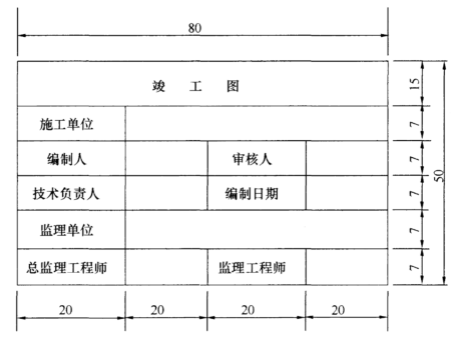 80
竣 工 图
15
施工单位
7
编制人 审核人
7
技术负责人 编制日期
7
50
监理单位
7
总监理工程师 监理工程师
7
20 20 20 20